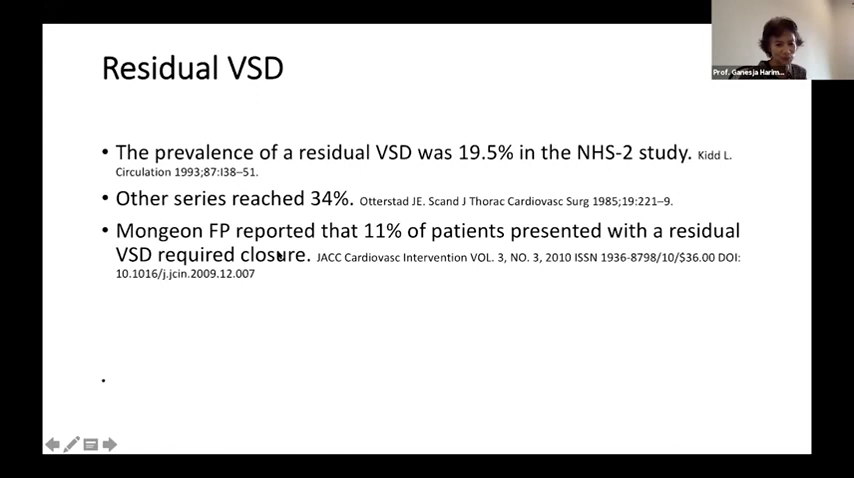 Prof. Ganesja Harim...
Residual VSD
• The prevalence of a residual VSD was 19.5% in the NHS-2 study. Kidd L.
Circulation 1993;87:I38–51.
• Other series reached 34%. Otterstad JE. Scand J Thorac Cardiovasc Surg 1985;19:221–9.
• Mongeon FP reported that 11% of patients presented with a residual
VSD required closure. JACC Cardiovasc Intervention VOL. 3, NO. 3, 2010 ISSN 1936-8798/10/$36.00 DOI:
10.1016/j.jcin.2009.12.007